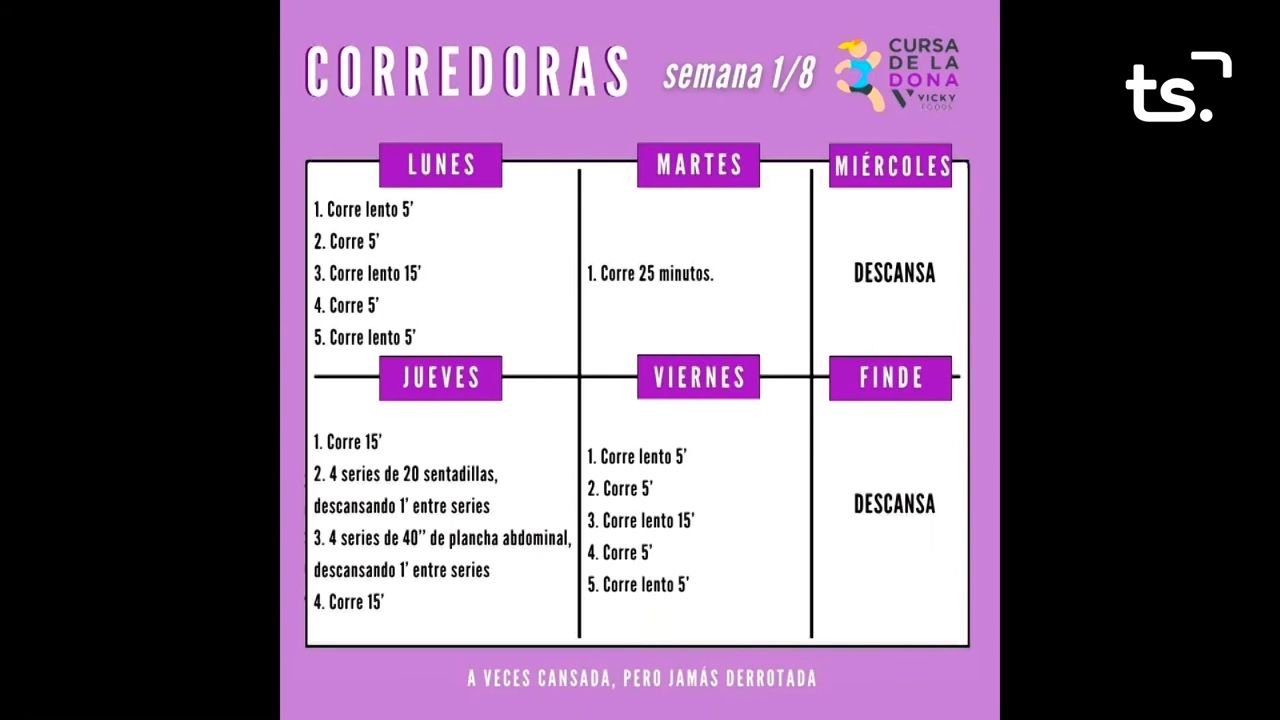 CORREDORAS
semana 1/8
CURSA
DE LA
DONA
VICKY
FOODS
ts.
LUNES
1. Corre lento 5'
2. Corre 5'
3. Corre lento 15'
4. Corre 5'
5. Corre lento 5'
MARTES
1. Corre 25 minutos.
MIÉRCOLES
DESCANSA
JUEVES
1. Corre 15'
2. 4 series de 20 sentadillas,
descansando 1' entre series
3. 4 series de 40" de plancha abdominal,
descansando 1' entre series
4. Corre 15'
VIERNES
1. Corre lento 5'
2. Corre 5'
3. Corre lento 15'
4. Corre 5'
5. Corre lento 5'
FINDE
DESCANSA
A VECES CANSADA, PERO JAMÁS DERROTADA